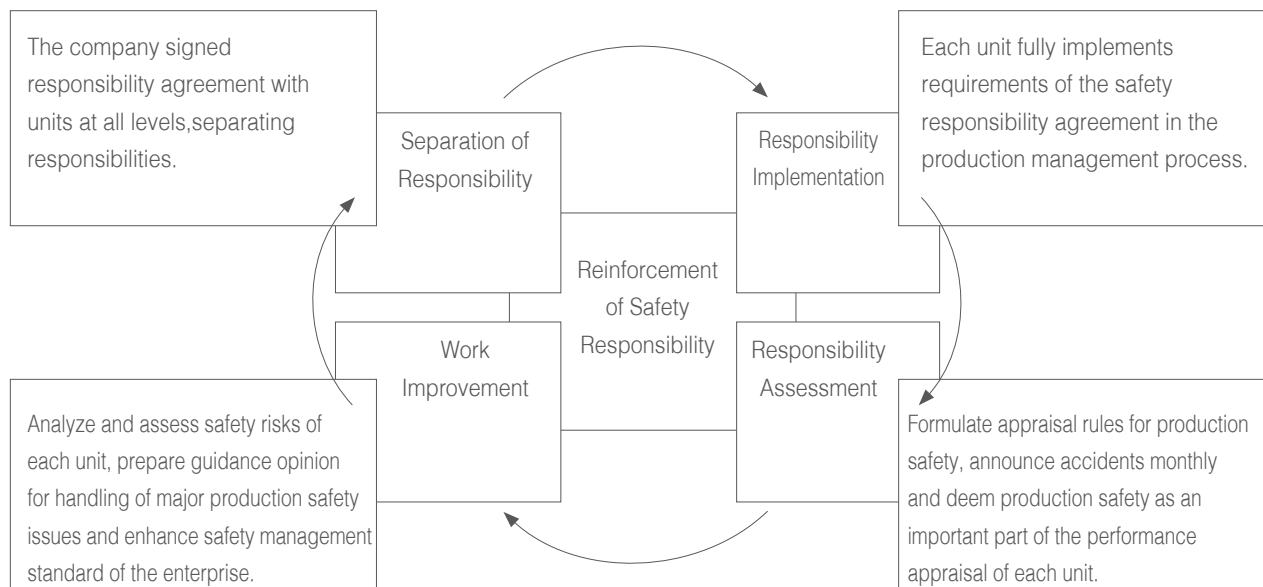 The company signed
responsibility agreement with
units at all levels,separating
responsibilities.
Separation of
Responsibility
Responsibility
Implementation
Each unit fully implements
requirements of the safety
responsibility agreement in the
production management process.
Reinforcement
of Safety
Responsibility
Work
Improvement
Responsibility
Assessment
Analyze and assess safety risks of
each unit, prepare guidance opinion
for handling of major production safety
issues and enhance safety management
standard of the enterprise.
Formulate appraisal rules for production
safety, announce accidents monthly
and deem production safety as an
important part of the performance
appraisal of each unit.